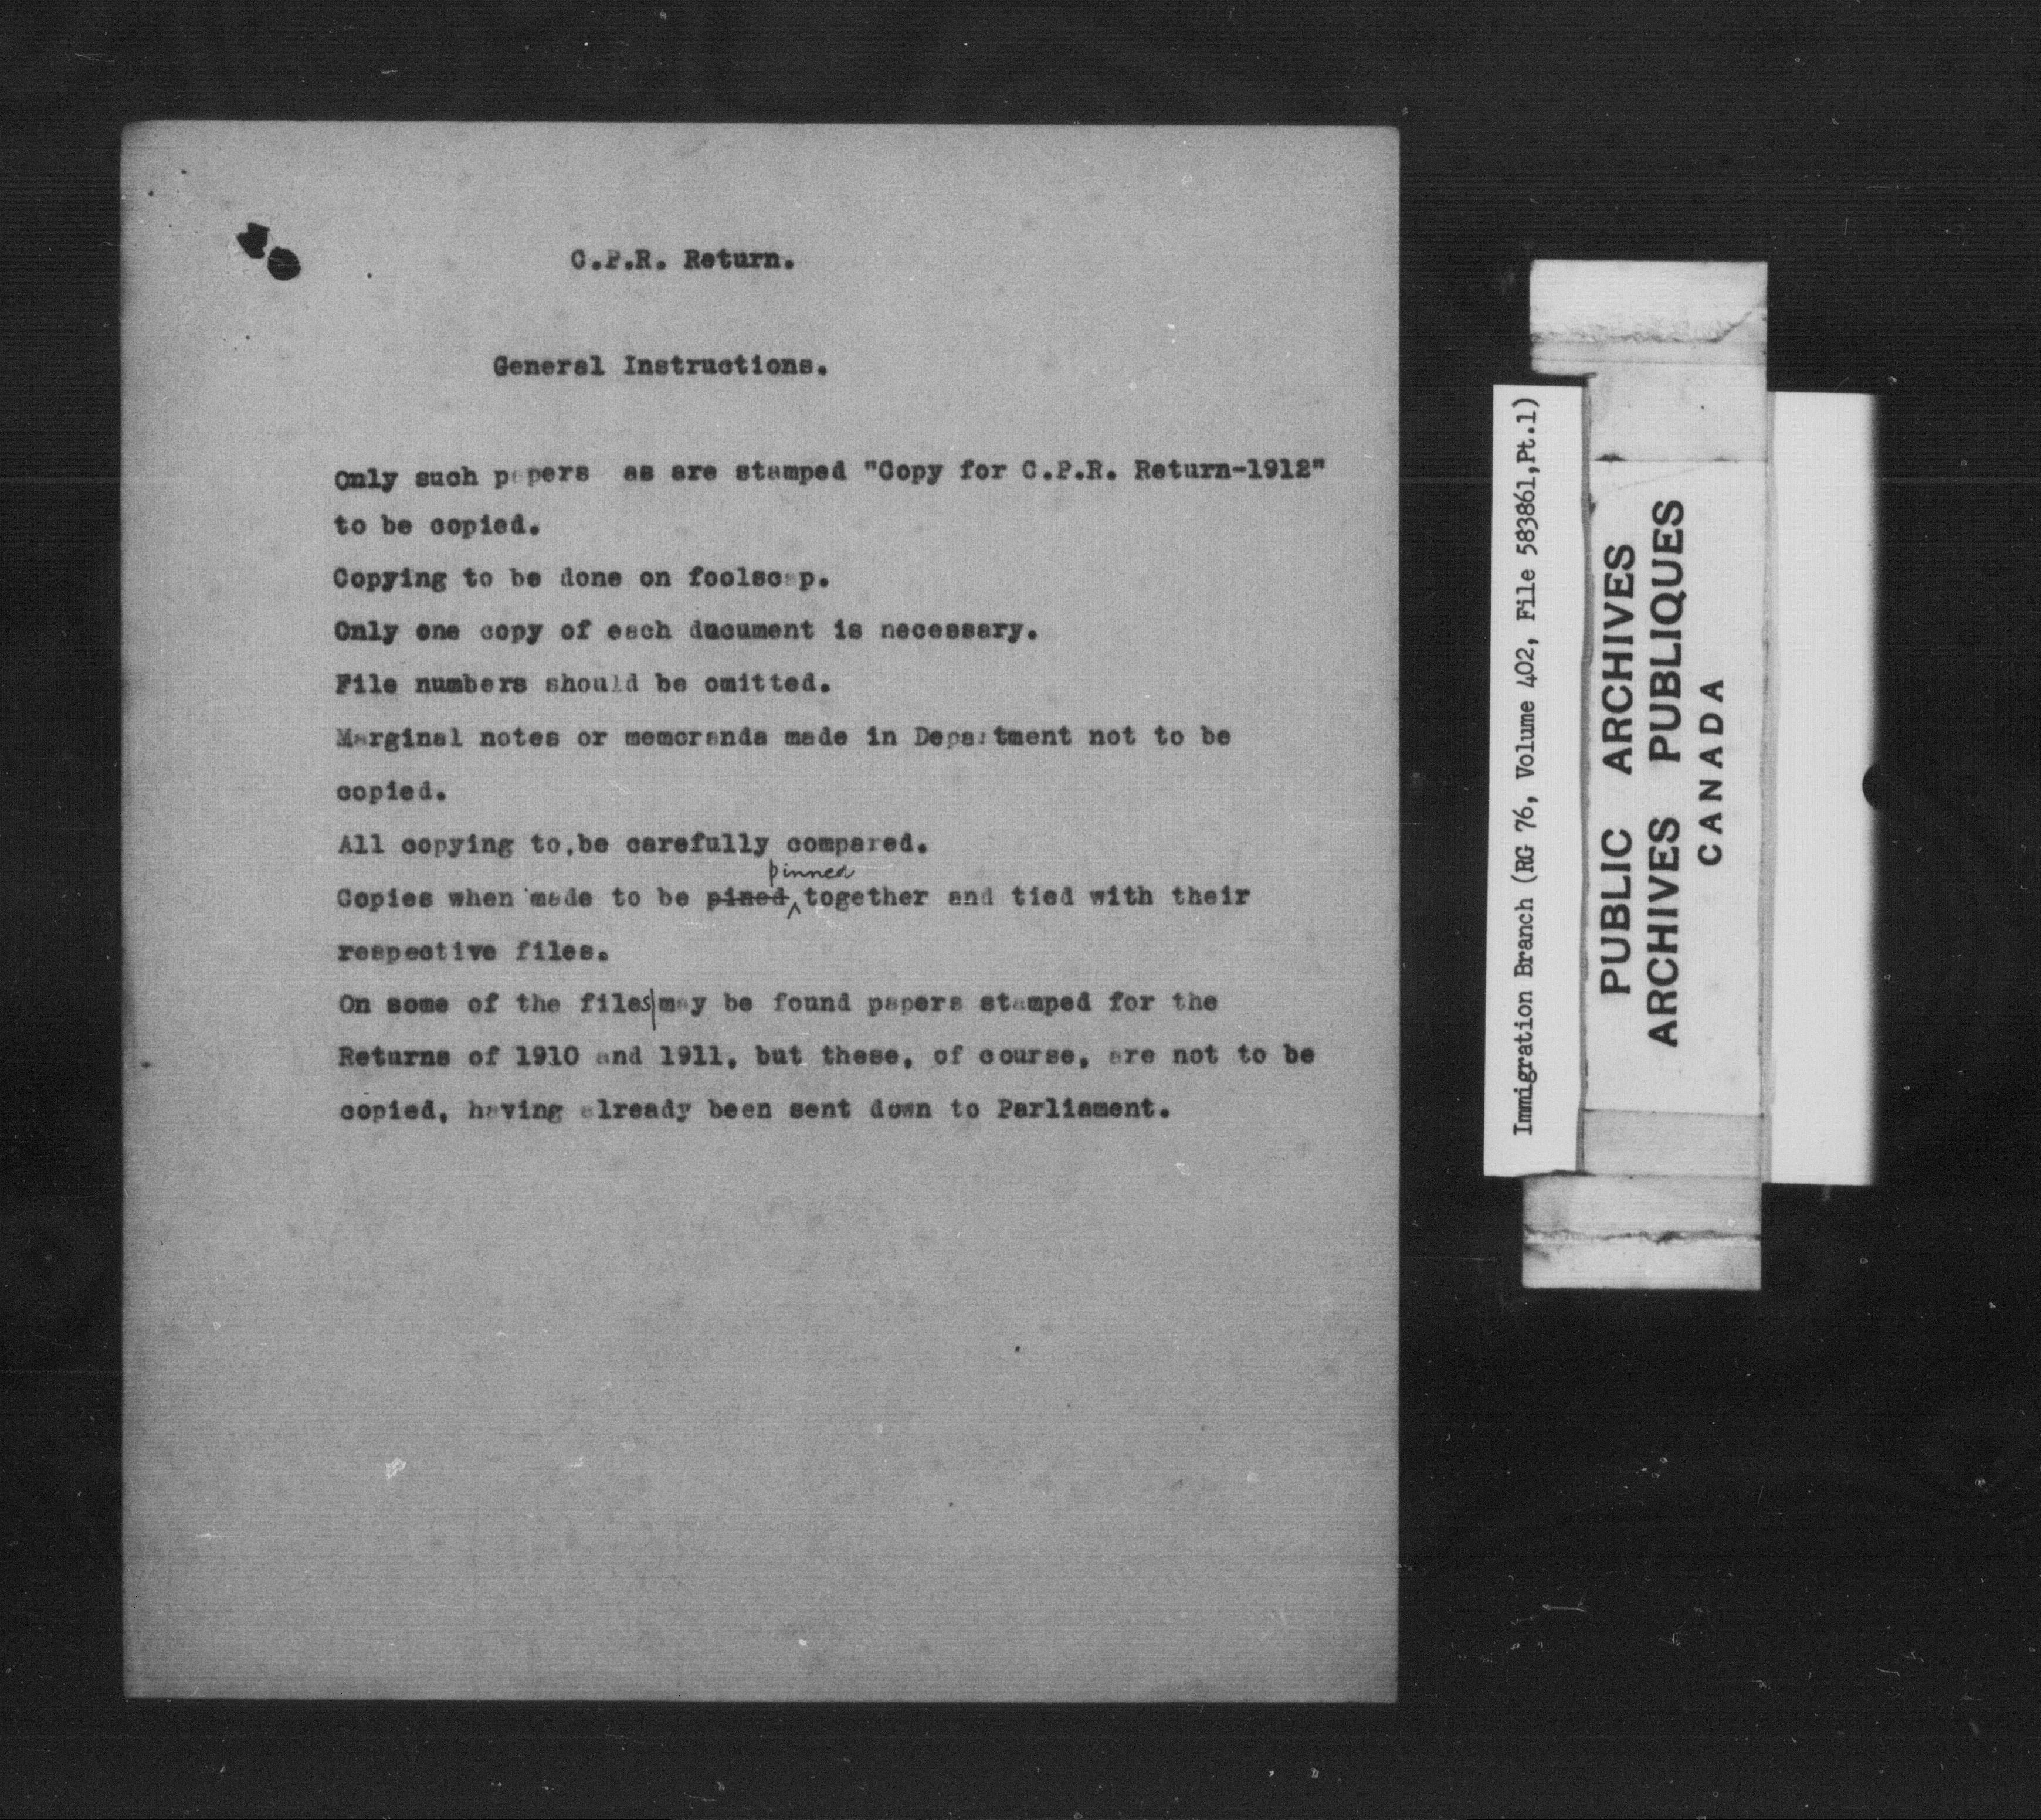 C.P.R. Return.
General Instructions.
Only such papers as are stamped "Copy for C.P.R. Return-1912"
to be copied.
Copying to be done on foolscap.
Only one copy of each ducument is necessary.
File numbers should be omitted.
Marginal notes or memoranda made in Department not to be
copied.
All copying to,be carefully compared.
pinned
Copies when made to be pined together and tied with their
respective files.
On some of the files may be found papers stamped for the
Returns of 1910 and 1911, but these, of course, are not to be
copied, having already been sent down to Parliament.
Immigration Branch (RG 76, Volume 402, File 583861,Pt.1)
PUBLIC ARCHIVES
ARCHIVES PUBLIQUES
CANADA